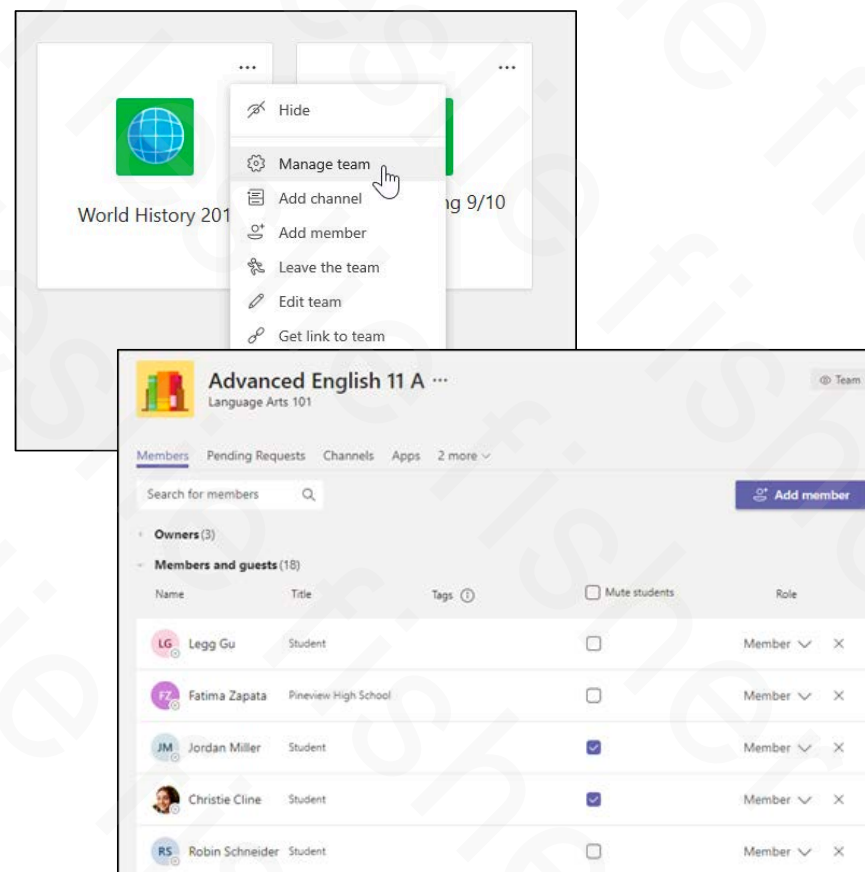 ... ...
Hide
Manage team
World History 201 Add channel ng 9/10
Add member
Leave the team
Edit team
Get link to team
Advanced English 11 A ...
Language Arts 101
Team
Members Pending Requests Channels Apps 2 more
Search for members
Add member
Owners (3)
Members and guests (18)
Name Title Tags Mute students Role
LG Legg Gu Student Member
FZ Fatima Zapata Pineview High School Member
JM Jordan Miller Student Member
Christie Cline Student Member
RS Robin Schneider Student Member
leslie fisher